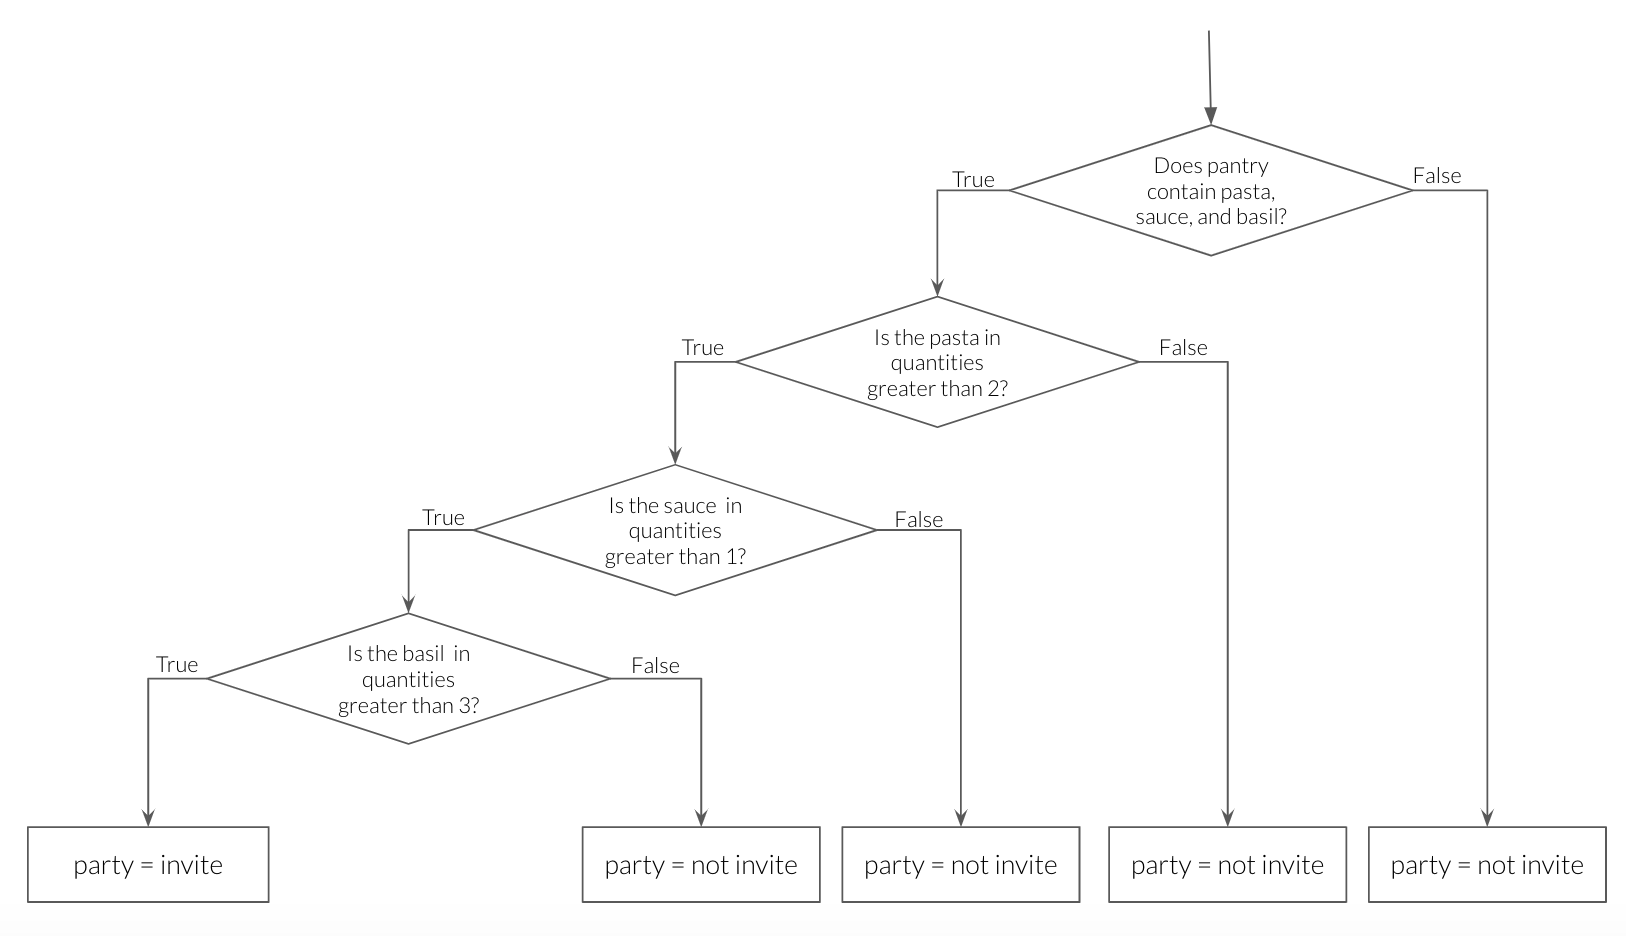 Does pantry
contain pasta,
sauce, and basil?
True
False
Is the pasta in
quantities
greater than 2?
True
False
Is the sauce in
quantities
greater than 1?
True
False
Is the basil in
quantities
greater than 3?
True
False
party = invite
party = not invite
party = not invite
party = not invite
party = not invite